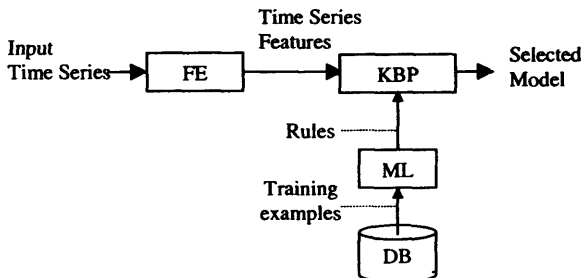 Input
Time Series
FE
Time Series
Features
KBP
Selected
Model
Rules
ML
Training
examples
DB